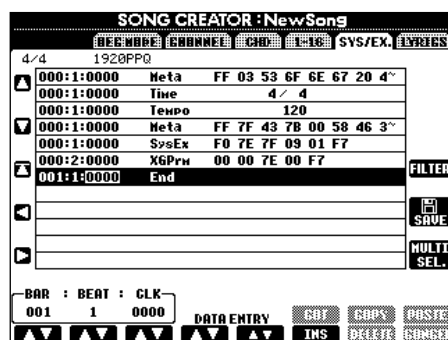 SONG CREATOR :NewSong
REC MODE CHANNEL CHD 1-16 SYS/EX. LYRICS
4/4 1920PPQ
000:1:0000 Meta FF 03 53 6F 6E 67 20 4~
000:1:0000 Time 4/ 4
000:1:0000 Tempo 120
000:1:0000 Meta FF 7F 43 7B 00 58 46 3~
000:1:0000 SysEx F0 7E 7F 09 01 F7
000:2:0000 XGPrm 00 00 7E 00 F7
001:1:0000 End
FILTER
SAVE
MULTI
SEL.
BAR : BEAT : CLK
001 1 0000
DATA ENTRY
CUT COPY PASTE
INS DELETE CANCEL